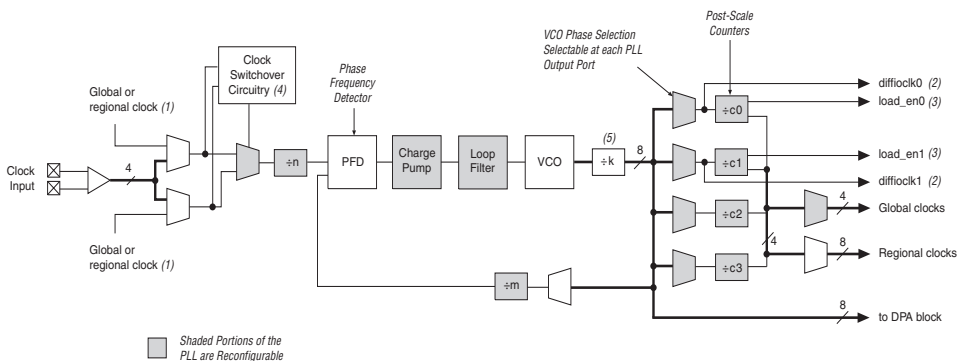 VCO Phase Selection
Selectable at each PLL
Output Port
Post-Scale
Counters
Clock
Switchover
Circuitry (4)
Phase
Frequency
Detector
Global or
regional clock (1)
Clock
Input
4
Global or
regional clock (1)
÷n
PFD
Charge
Pump
Loop
Filter
VCO
(5)
÷k
8
÷c0
÷c1
÷c2
÷c3
4
÷m
diffioclk0 (2)
load_en0 (3)
load_en1 (3)
diffioclk1 (2)
4
Global clocks
8
Regional clocks
8
to DPA block
Shaded Portions of the
PLL are Reconfigurable